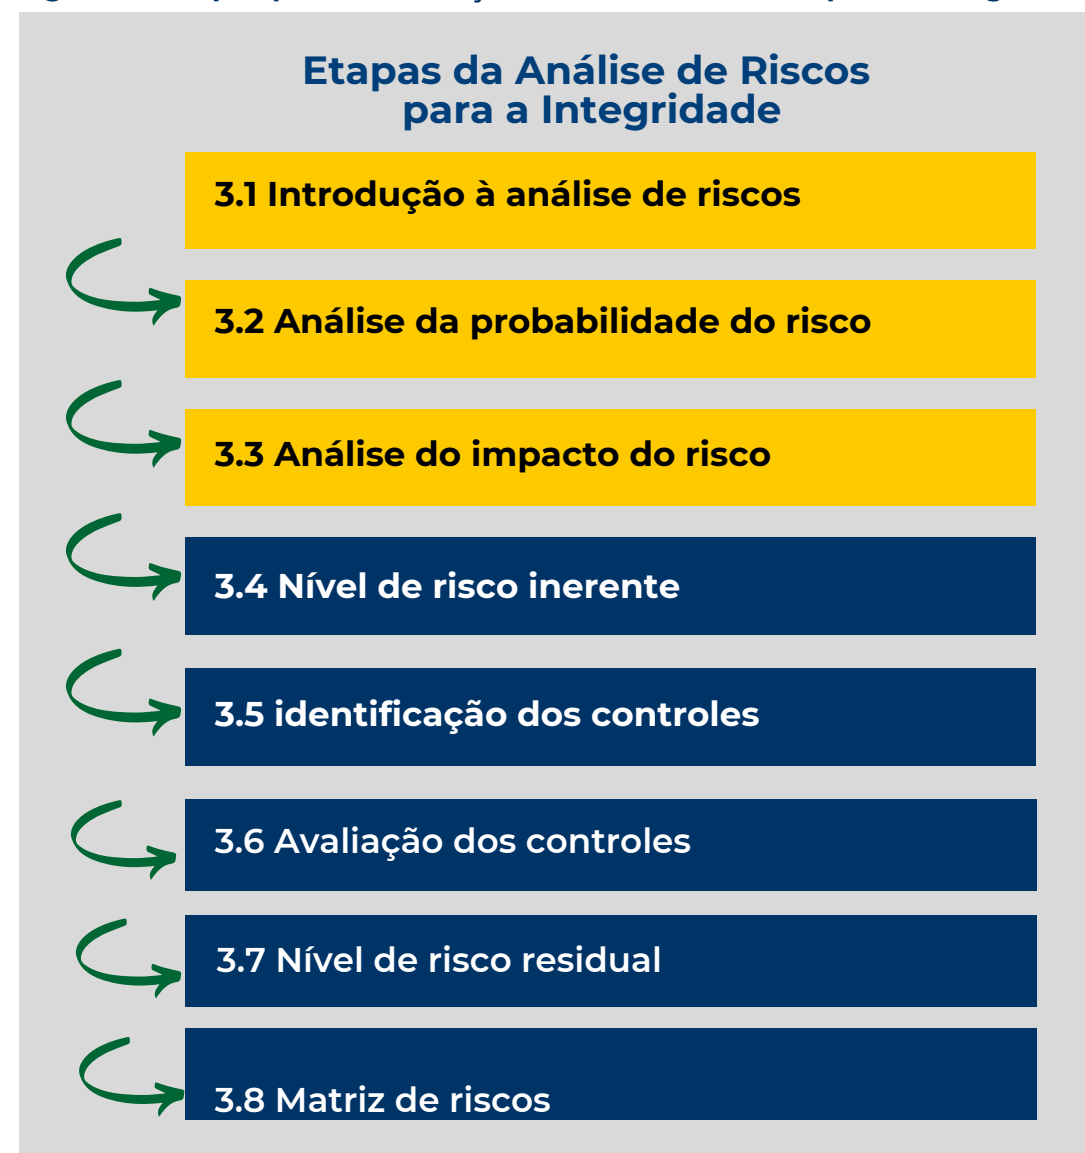 Etapas da Análise de Riscos
para a Integridade
3.1 Introdução à análise de riscos
3.2 Análise da probabilidade do risco
3.3 Análise do impacto do risco
3.4 Nível de risco inerente
3.5 identificação dos controles
3.6 Avaliação dos controles
3.7 Nível de risco residual
3.8 Matriz de riscos